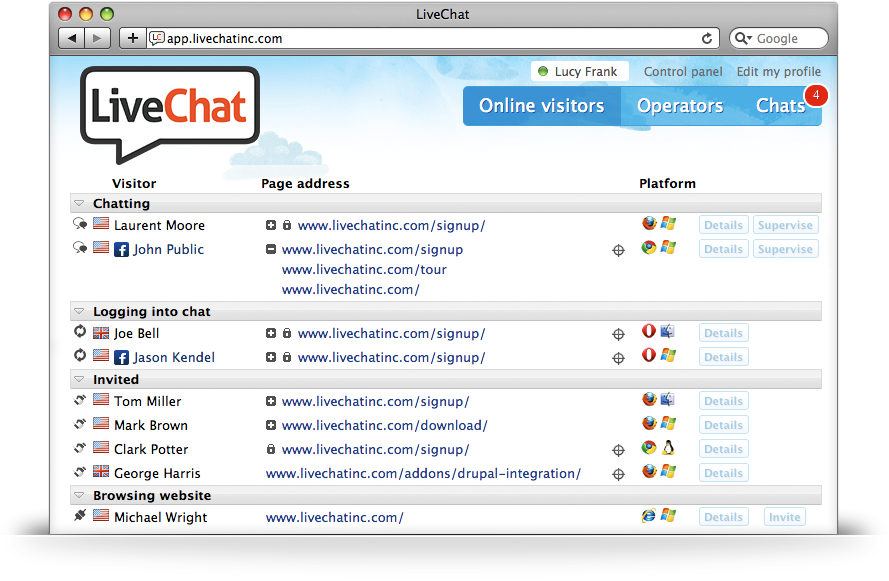 LiveChat
LC app.livechatinc.com Google
Lucy Frank Control panel Edit my profile
LiveChat
Online visitors Operators Chats 4
Visitor Page address Platform
Chatting
Laurent Moore www.livechatinc.com/signup/ Details Supervise
f John Public www.livechatinc.com/signup Details Supervise
www.livechatinc.com/tour
www.livechatinc.com/
Logging into chat
Joe Bell www.livechatinc.com/signup/ Details
f Jason Kendel www.livechatinc.com/signup/ Details
Invited
Tom Miller www.livechatinc.com/signup/ Details
Mark Brown www.livechatinc.com/download/ Details
Clark Potter www.livechatinc.com/signup/ Details
George Harris www.livechatinc.com/addons/drupal-integration/ Details
Browsing website
Michael Wright www.livechatinc.com/ Details Invite